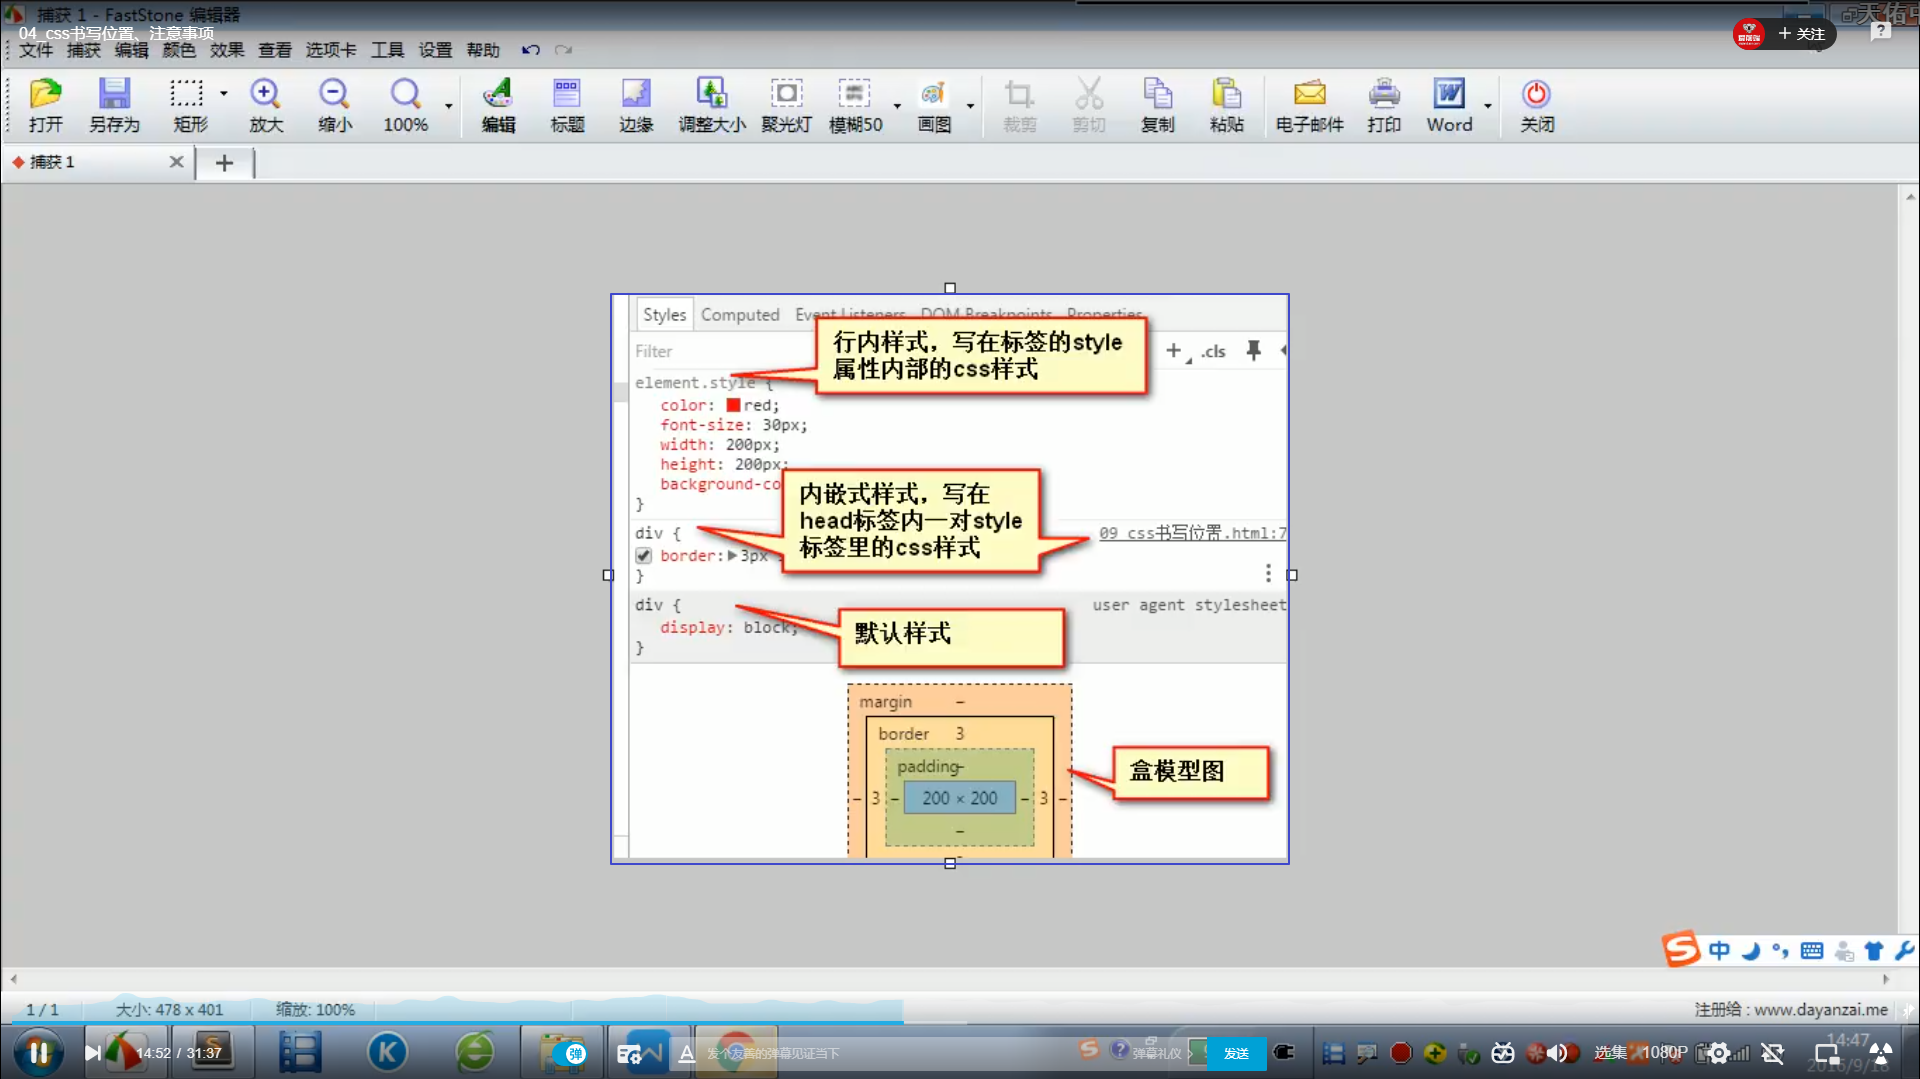 捕获 1 - FastStone 编辑器
04_css书写位置、注意事项
+ 关注
文件 捕获 编辑 颜色 效果 查看 选项卡 工具 设置 帮助
打开 另存为 矩形 放大 缩小 100% 编辑 标题 边缘 调整大小 聚光灯 模糊50 画图 裁剪 剪切 复制 粘贴 电子邮件 打印 Word 关闭
捕获 1
Styles Computed Event Listeners DOM Breakpoints Properties
Filter
.cls
行内样式，写在标签的style
属性内部的css样式
element.style {
color: red;
font-size: 30px;
width: 200px;
height: 200px;
background-co
}
内嵌式样式，写在
head标签内一对style
标签里的css样式
div {
09 css书写位置.html:7
border: 3px
}
div {
user agent stylesheet
display: block;
}
默认样式
margin –
border 3
padding –
– 3 – 200 × 200 – 3 –
–
盒模型图
中
1 / 1
大小: 478 x 401
缩放: 100%
注册给 : www.dayanzai.me
14:52 / 31:37
弹
发个友善的弹幕见证当下
弹幕礼仪
发送
选集
1080P
14:47